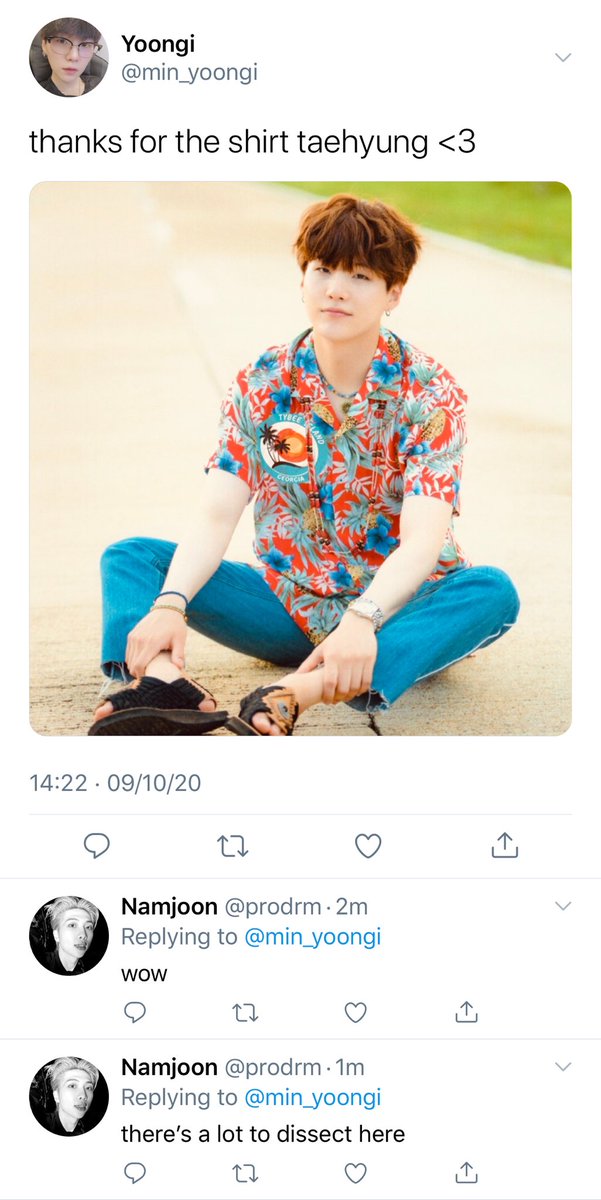 Yoongi
@min_yoongi
thanks for the shirt taehyung <3
TYBEE ISLAND
GEORGIA
14:22 · 09/10/20
Namjoon @prodrm · 2m
Replying to @min_yoongi
wow
Namjoon @prodrm · 1m
Replying to @min_yoongi
there’s a lot to dissect here